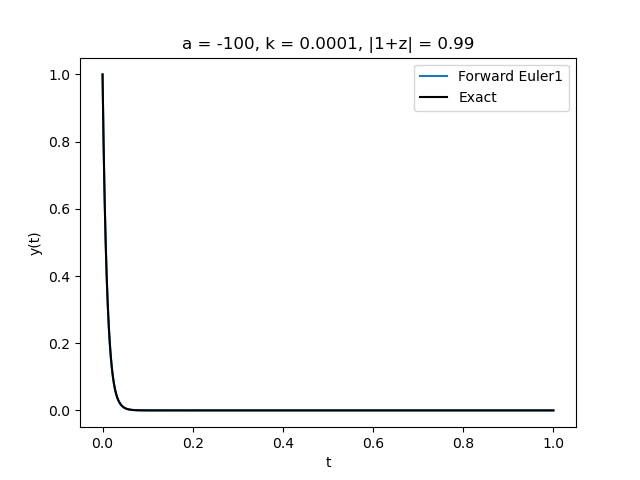 a = -100, k = 0.0001, |1+z| = 0.99
Forward Euler1
Exact
y(t)
1.0
0.8
0.6
0.4
0.2
0.0
0.0 0.2 0.4 0.6 0.8 1.0
t